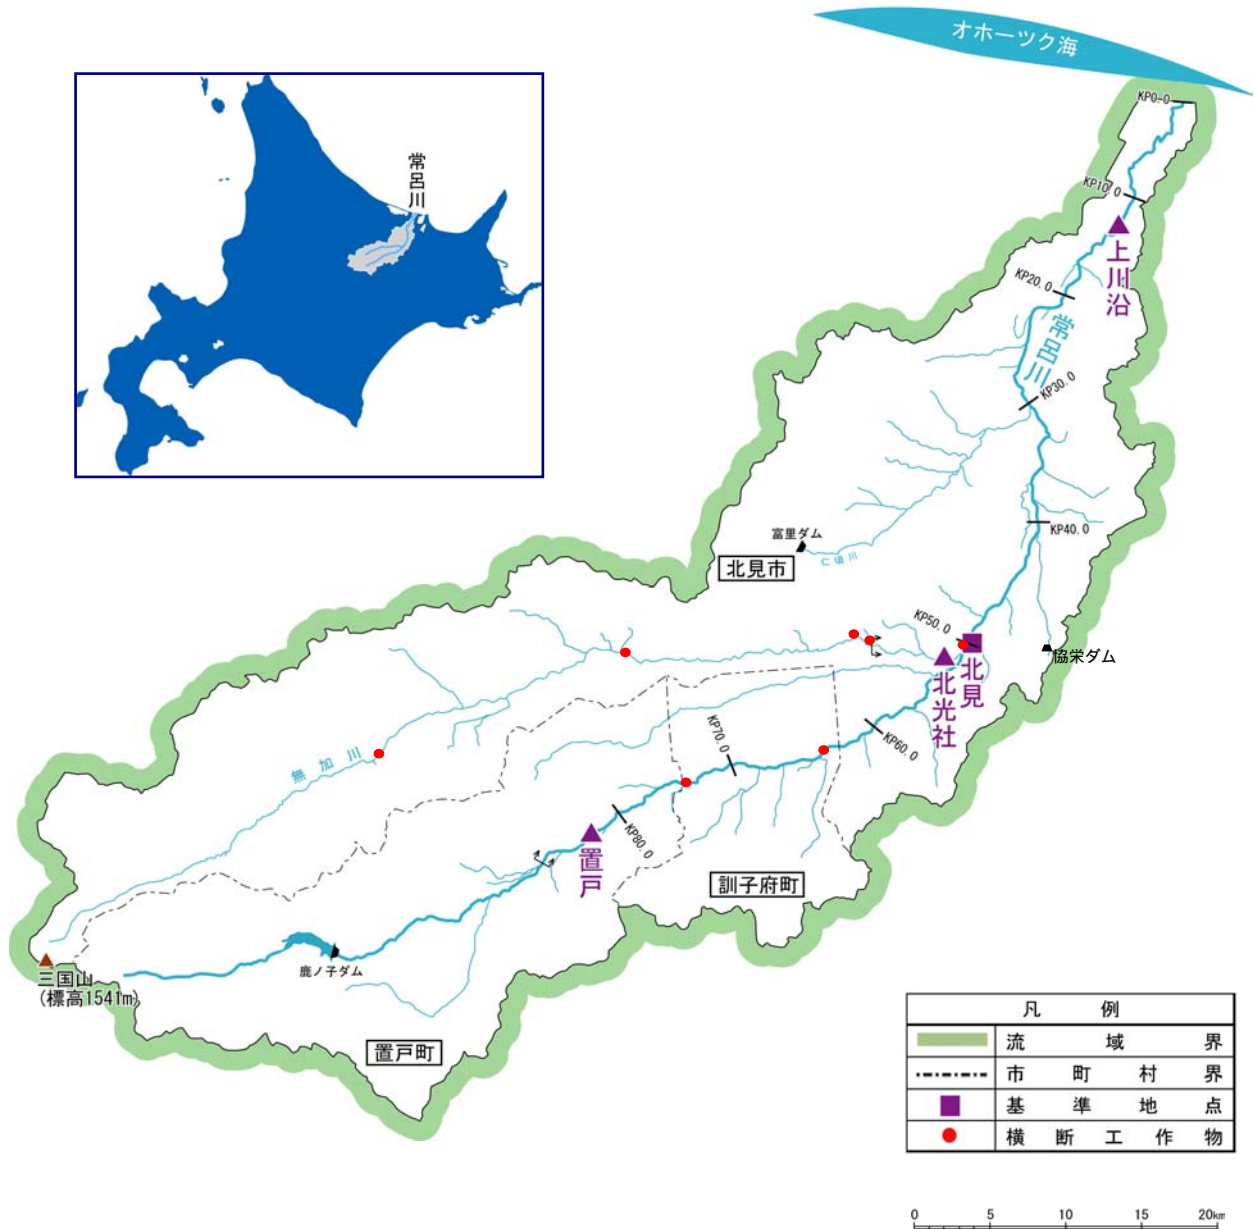 オホーツク海
常呂川
KP0.0
KP10.0
上川沿
KP20.0
常呂川
KP30.0
KP40.0
富里ダム
仁頃川
北見市
KP50.0
協栄ダム
北見
北光社
KP60.0
KP70.0
無加川
KP80.0
置戸
訓子府町
三国山
(標高1541m)
鹿ノ子ダム
置戸町
凡例
流域界
市町村界
基準地点
横断工作物
0 5 10 15 20km